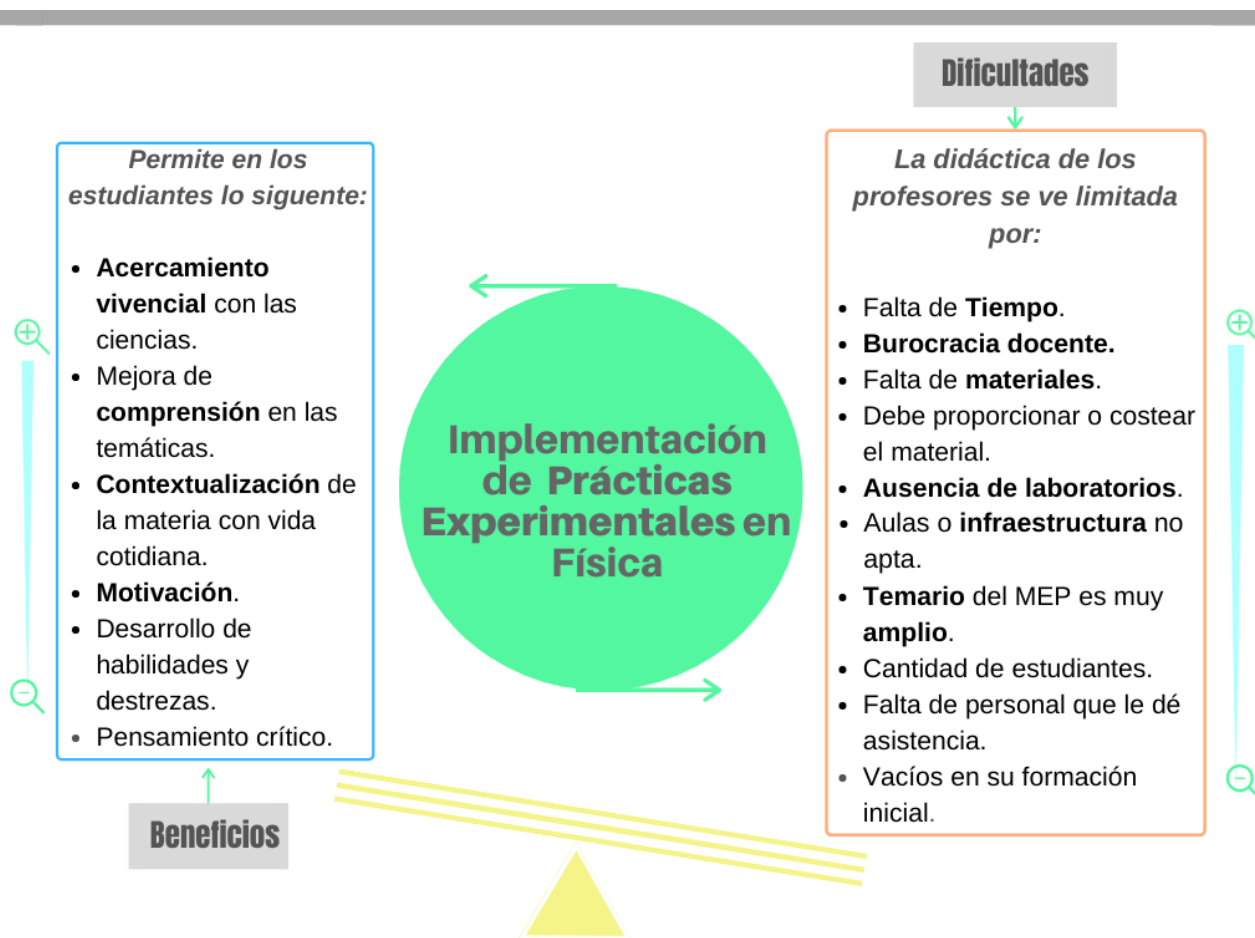 Dificultades
Permite en los
estudiantes lo siguente:
• Acercamiento
vivencial con las
ciencias.
• Mejora de
comprensión en las
temáticas.
• Contextualización de
la materia con vida
cotidiana.
• Motivación.
• Desarrollo de
habilidades y
destrezas.
• Pensamiento crítico.
Beneficios
Implementación
de Prácticas
Experimentales en
Física
La didáctica de los
profesores se ve limitada
por:
• Falta de Tiempo.
• Burocracia docente.
• Falta de materiales.
• Debe proporcionar o costear
el material.
• Ausencia de laboratorios.
• Aulas o infraestructura no
apta.
• Temario del MEP es muy
amplio.
• Cantidad de estudiantes.
• Falta de personal que le dé
asistencia.
• Vacíos en su formación
inicial.